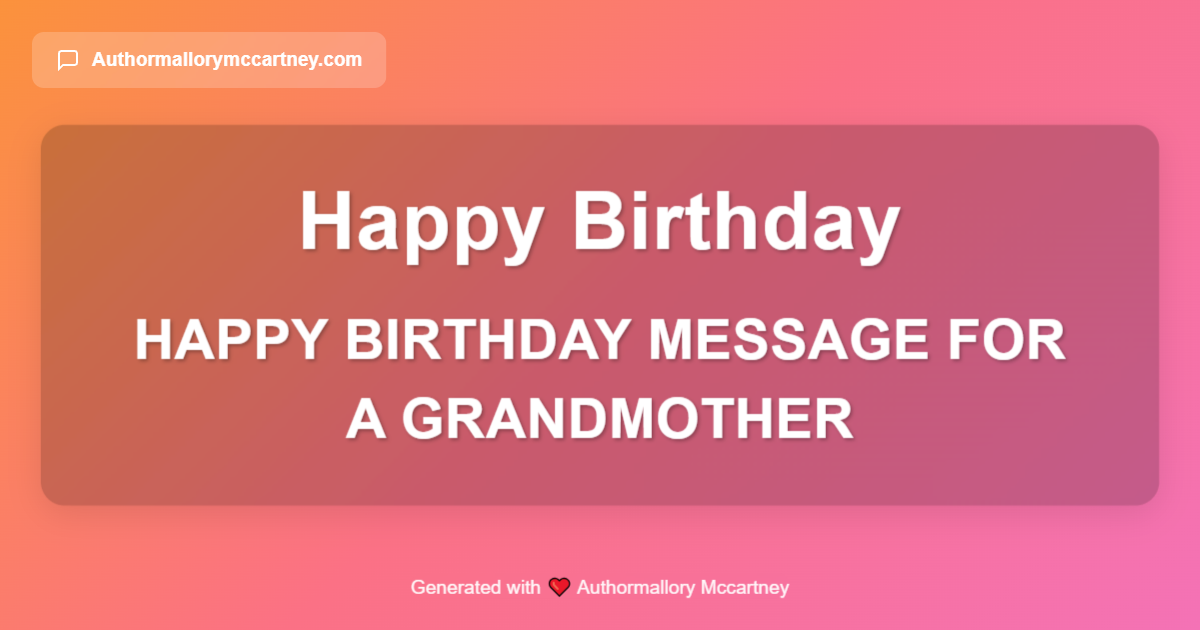 Authormallorymccartney.com
Happy Birthday
HAPPY BIRTHDAY MESSAGE FOR
A GRANDMOTHER
Generated with ❤️ Authormallory Mccartney